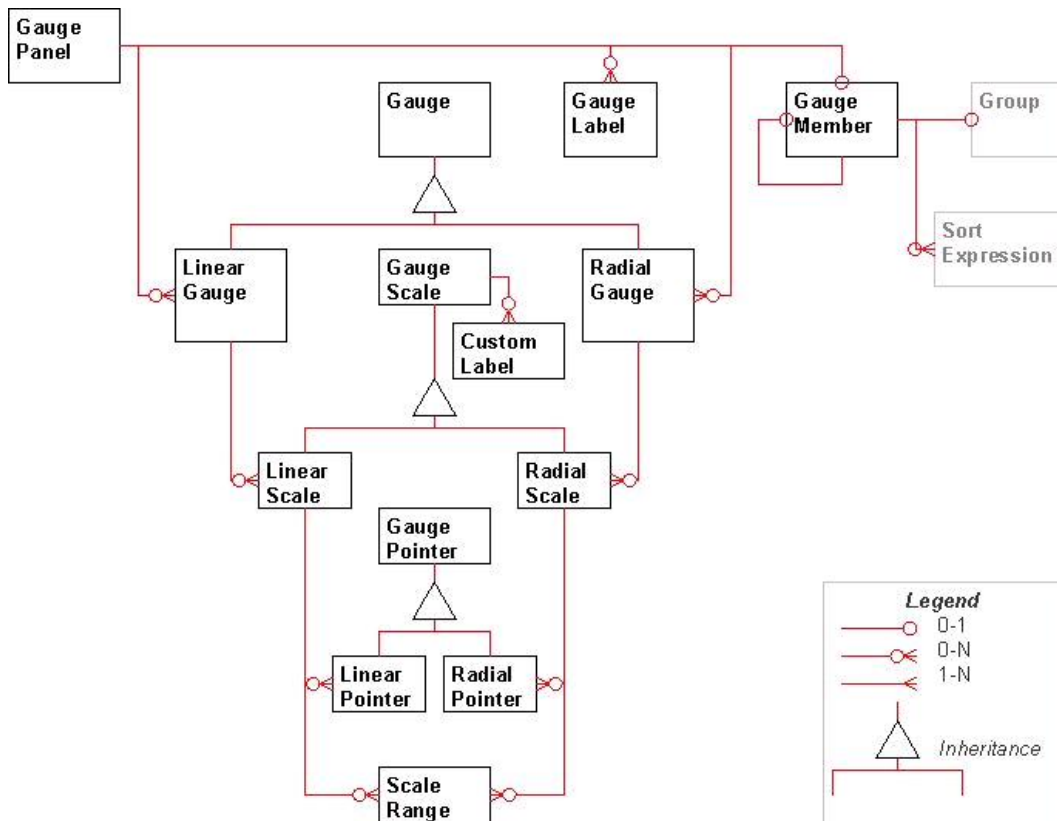 Gauge
Panel
Gauge
Gauge
Label
Gauge
Member
Group
Sort
Expression
Linear
Gauge
Gauge
Scale
Radial
Gauge
Custom
Label
Linear
Scale
Radial
Scale
Gauge
Pointer
Linear
Pointer
Radial
Pointer
Scale
Range
Legend
0-1
0-N
1-N
Inheritance